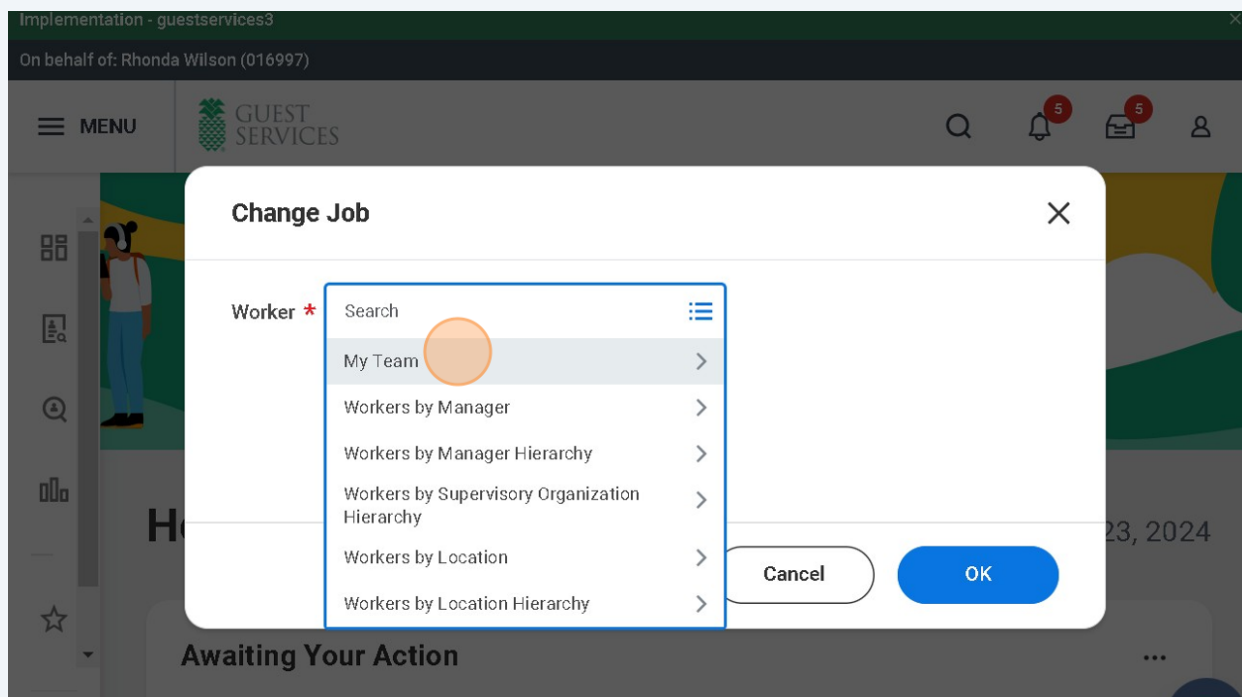 Implementation - guestservices3
On behalf of: Rhonda Wilson (016997)
MENU
GUEST
SERVICES
5
5
Change Job
Worker *
Search
My Team
Workers by Manager
Workers by Manager Hierarchy
Workers by Supervisory Organization
Hierarchy
Workers by Location
Workers by Location Hierarchy
Cancel
OK
23, 2024
Awaiting Your Action